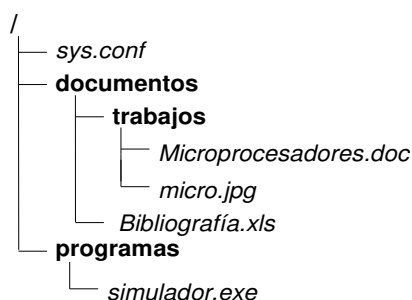 /
sys.conf
documentos
trabajos
Microprocesadores.doc
micro.jpg
Bibliografía.xls
programas
simulador.exe